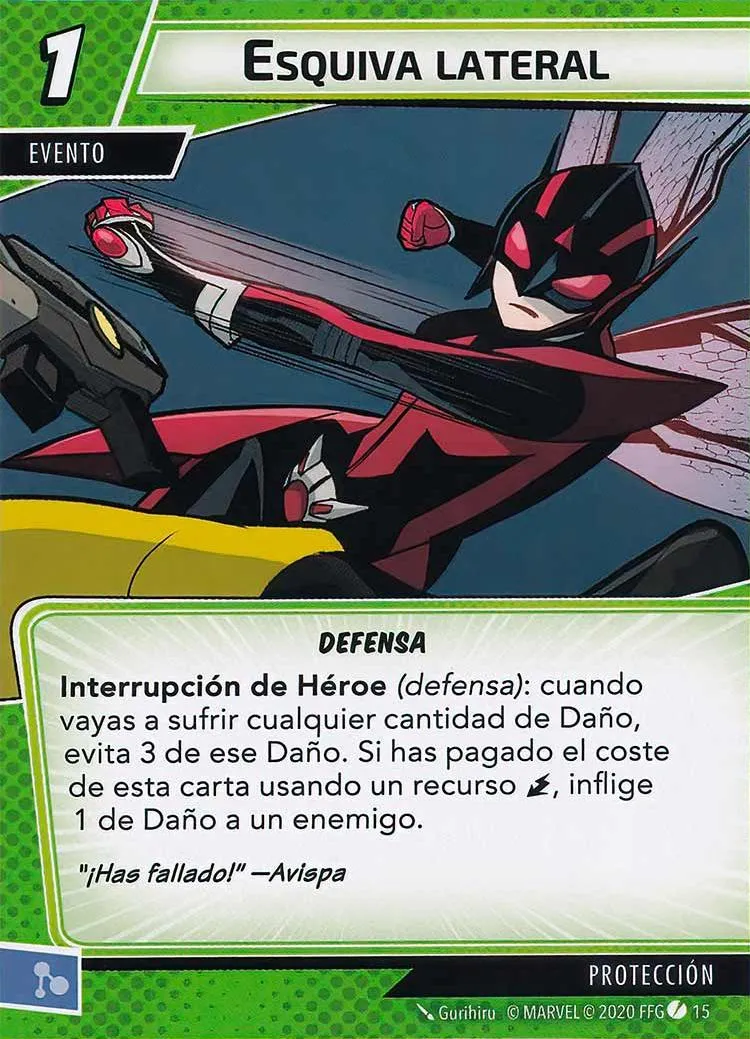 1
Esquiva lateral
EVENTO
DEFENSA
Interrupción de Héroe (defensa): cuando
vayas a sufrir cualquier cantidad de Daño,
evita 3 de ese Daño. Si has pagado el coste
de esta carta usando un recurso , inflige
1 de Daño a un enemigo.
"¡Has fallado!" —Avispa
PROTECCIÓN
Gurihiru © MARVEL © 2020 FFG 15